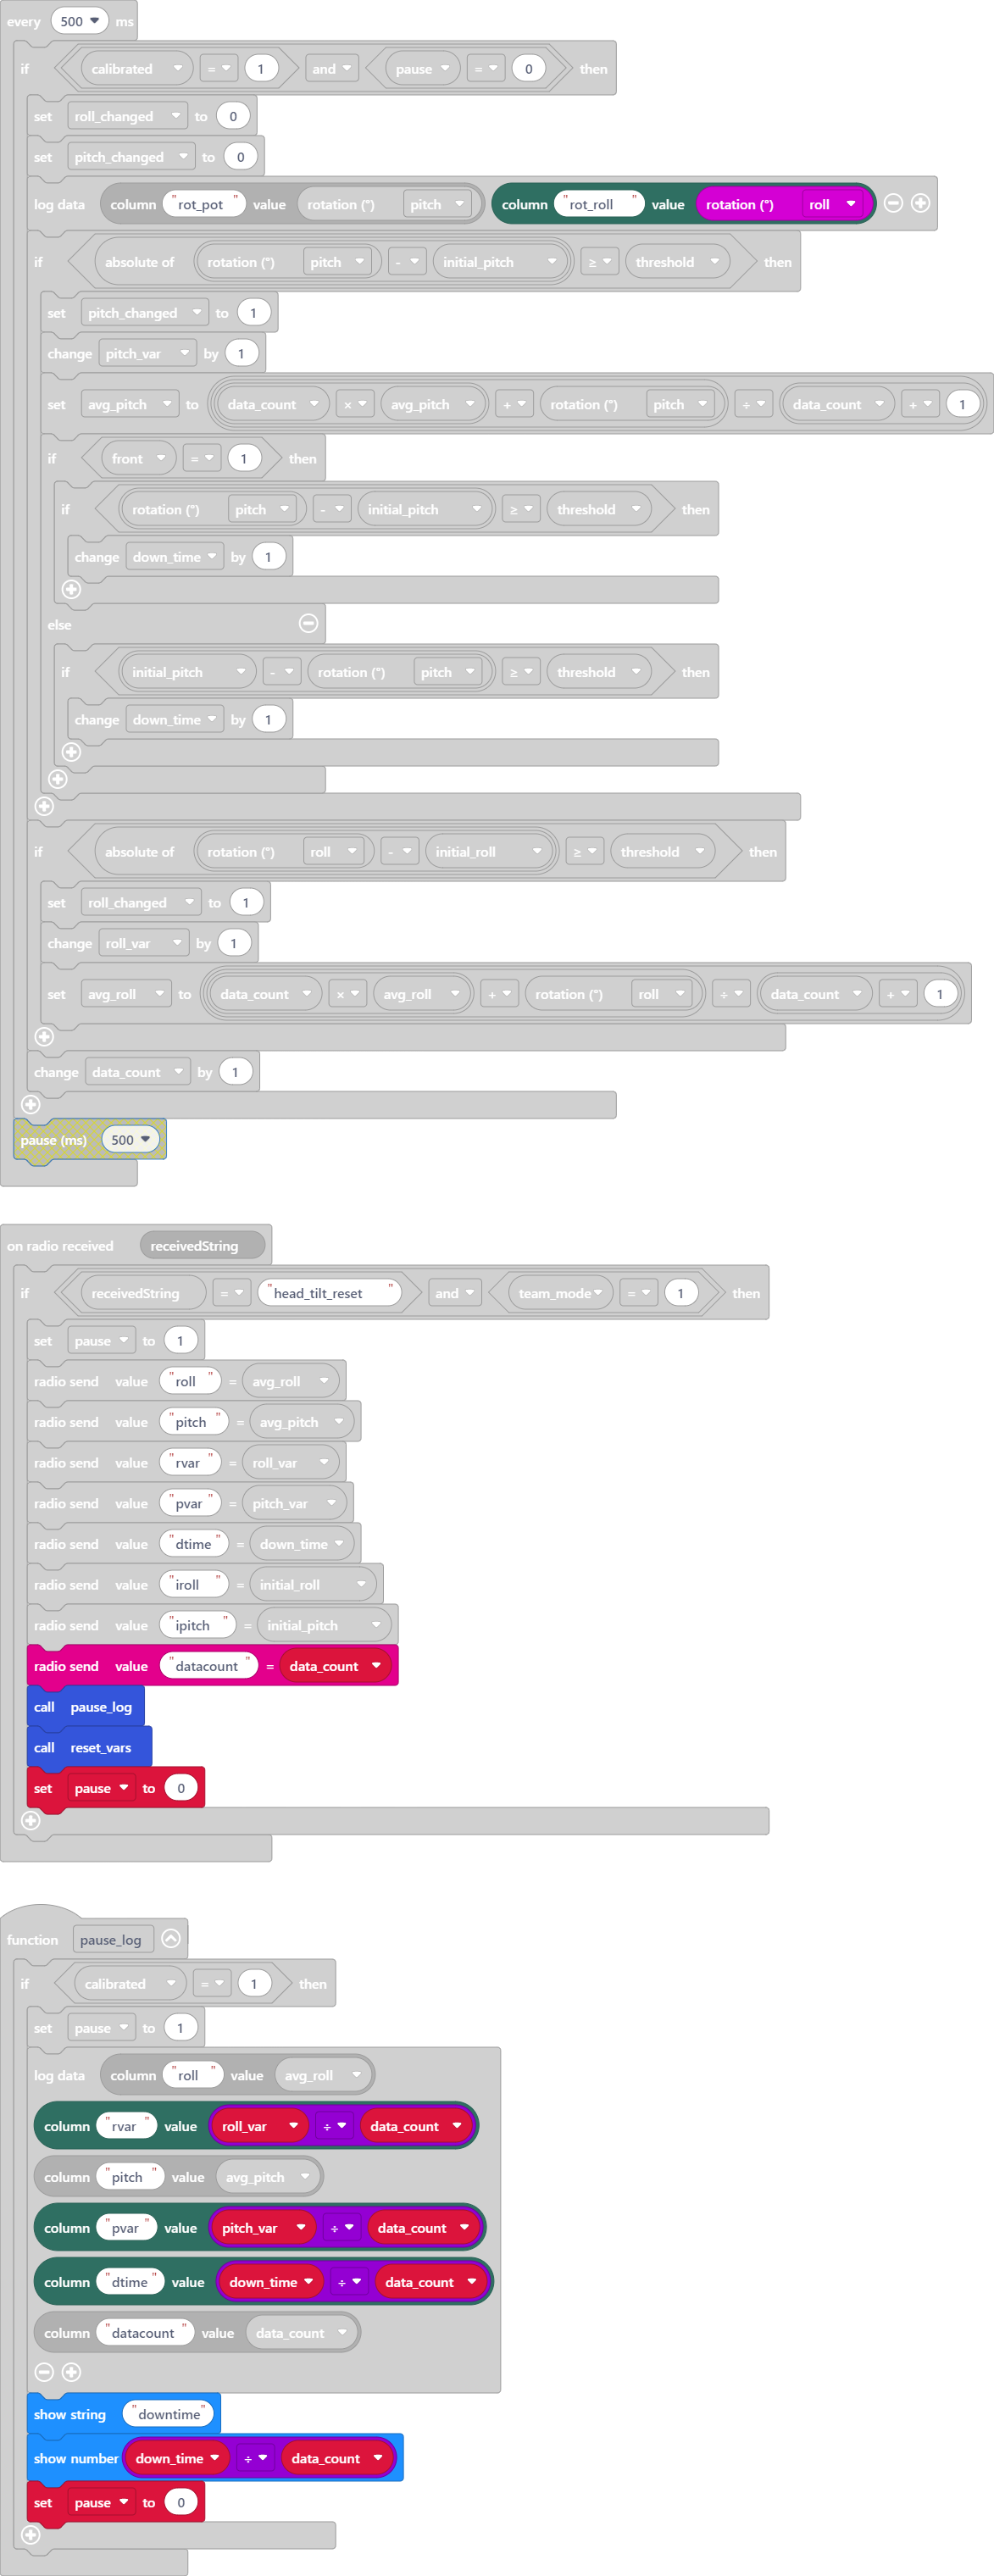 every 500 ms
if calibrated = 1 and pause = 0 then
set roll_changed to 0
set pitch_changed to 0
log data column "rot_pot" value rotation (°) pitch column "rot_roll" value rotation (°) roll
if absolute of rotation (°) pitch - initial_pitch ≥ threshold then
set pitch_changed to 1
change pitch_var by 1
set avg_pitch to data_count × avg_pitch + rotation (°) pitch ÷ data_count + 1
if front = 1 then
if rotation (°) pitch - initial_pitch ≥ threshold then
change down_time by 1
else
if initial_pitch - rotation (°) pitch ≥ threshold then
change down_time by 1
if absolute of rotation (°) roll - initial_roll ≥ threshold then
set roll_changed to 1
change roll_var by 1
set avg_roll to data_count × avg_roll + rotation (°) roll ÷ data_count + 1
change data_count by 1
pause (ms) 500
on radio received receivedString
if receivedString = "head_tilt_reset" and team_mode = 1 then
set pause to 1
radio send value "roll" = avg_roll
radio send value "pitch" = avg_pitch
radio send value "rvar" = roll_var
radio send value "pvar" = pitch_var
radio send value "dtime" = down_time
radio send value "iroll" = initial_roll
radio send value "ipitch" = initial_pitch
radio send value "datacount" = data_count
call pause_log
call reset_vars
set pause to 0
function pause_log
if calibrated = 1 then
set pause to 1
log data column "roll" value avg_roll
column "rvar" value roll_var ÷ data_count
column "pitch" value avg_pitch
column "pvar" value pitch_var ÷ data_count
column "dtime" value down_time ÷ data_count
column "datacount" value data_count
show string "downtime"
show number down_time ÷ data_count
set pause to 0